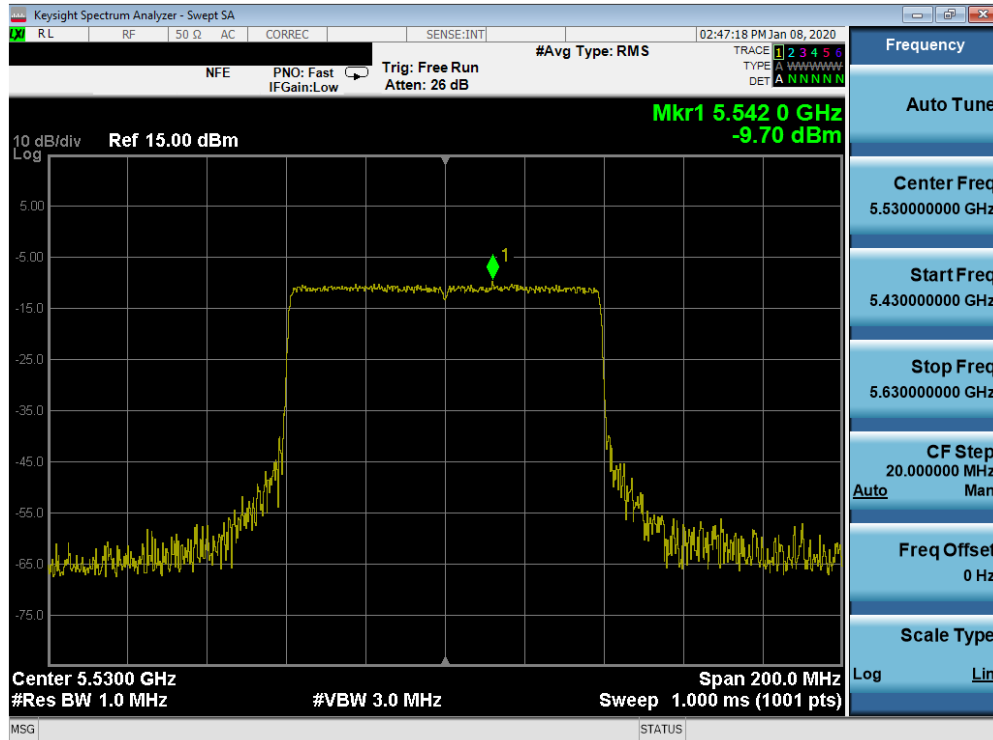 Keysight Spectrum Analyzer - Swept SA
LXI RL RF 50 Ω AC CORREC SENSE:INT 02:47:18 PM Jan 08, 2020
#Avg Type: RMS TRACE 1 2 3 4 5 6
NFE PNO: Fast Trig: Free Run TYPE A WWWWW
IFGain:Low Atten: 26 dB DET A N N N N N
Mkr1 5.542 0 GHz
10 dB/div Ref 15.00 dBm -9.70 dBm
Log
5.00
-5.00
1
-15.0
-25.0
-35.0
-45.0
-55.0
-65.0
-75.0
Center 5.5300 GHz Span 200.0 MHz
#Res BW 1.0 MHz #VBW 3.0 MHz Sweep 1.000 ms (1001 pts)
MSG STATUS
Frequency
Auto Tune
Center Freq
5.530000000 GHz
Start Freq
5.430000000 GHz
Stop Freq
5.630000000 GHz
CF Step
20.000000 MHz
Auto Man
Freq Offset
0 Hz
Scale Type
Log Lin